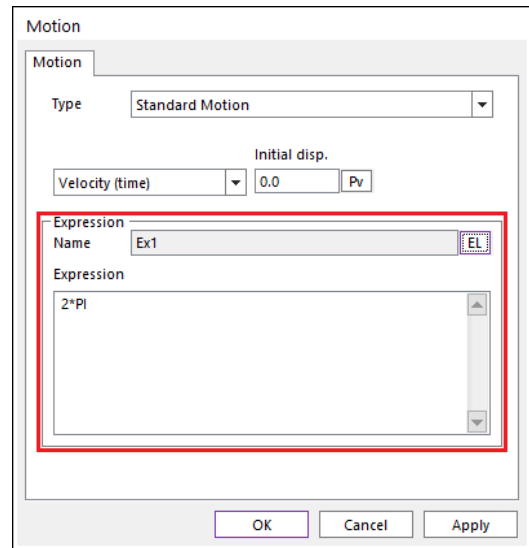 Motion
Motion
Type Standard Motion
Initial disp.
Velocity (time) 0.0 Pv
Expression
Name Ex1 EL
Expression
2*PI
OK Cancel Apply